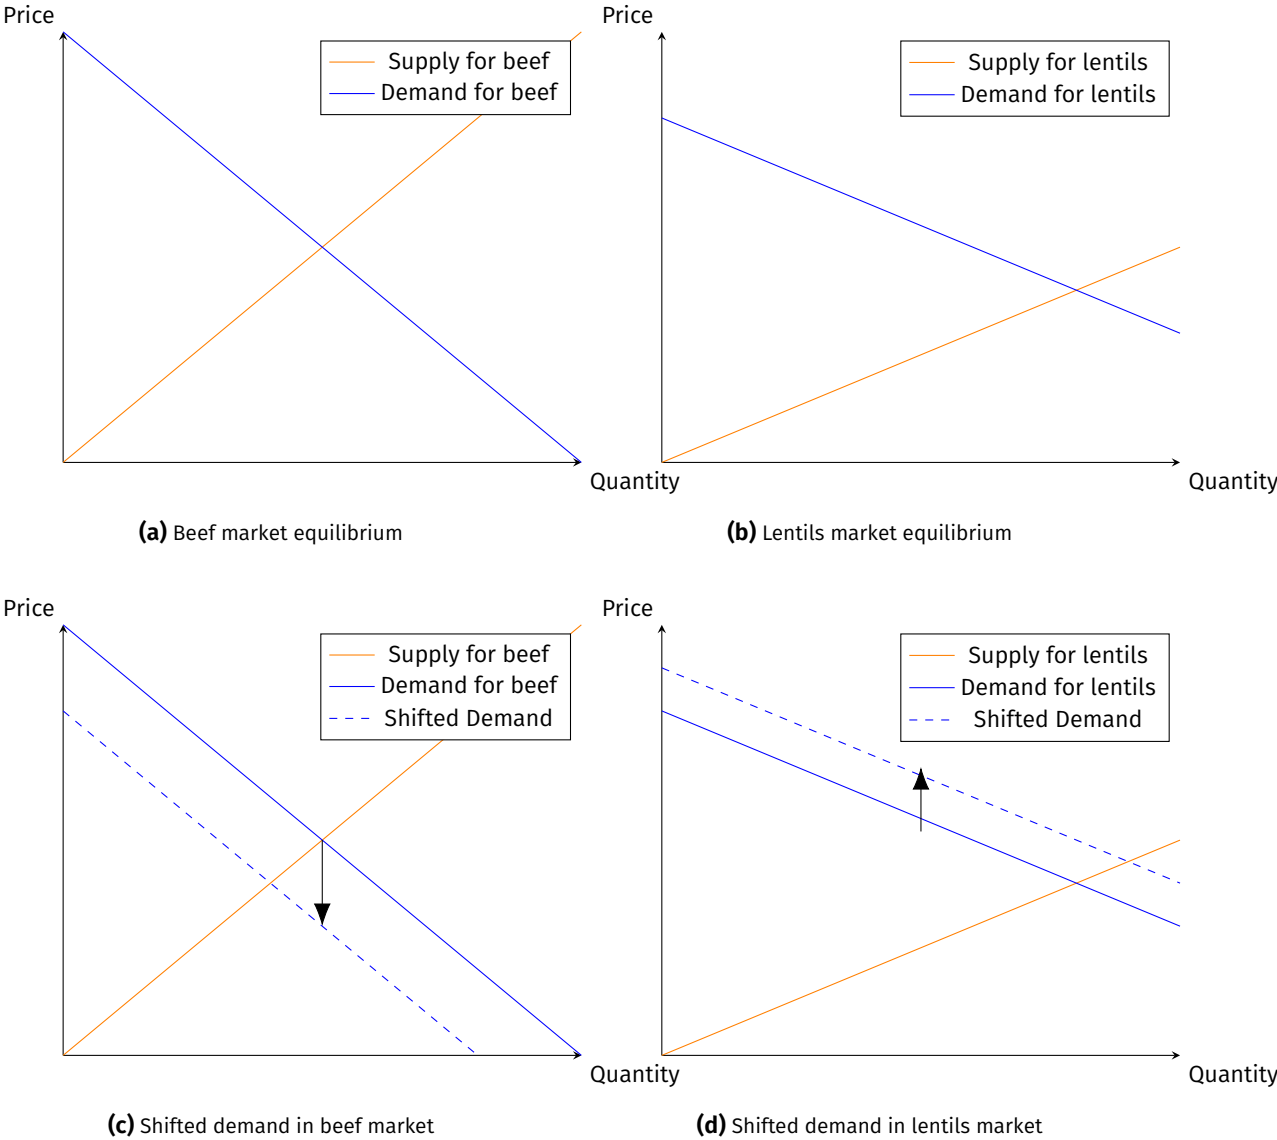 Price
Supply for beef
Demand for beef
Quantity
(a) Beef market equilibrium
Price
Supply for lentils
Demand for lentils
Quantity
(b) Lentils market equilibrium
Price
Supply for beef
Demand for beef
Shifted Demand
Quantity
(c) Shifted demand in beef market
Price
Supply for lentils
Demand for lentils
Shifted Demand
Quantity
(d) Shifted demand in lentils market